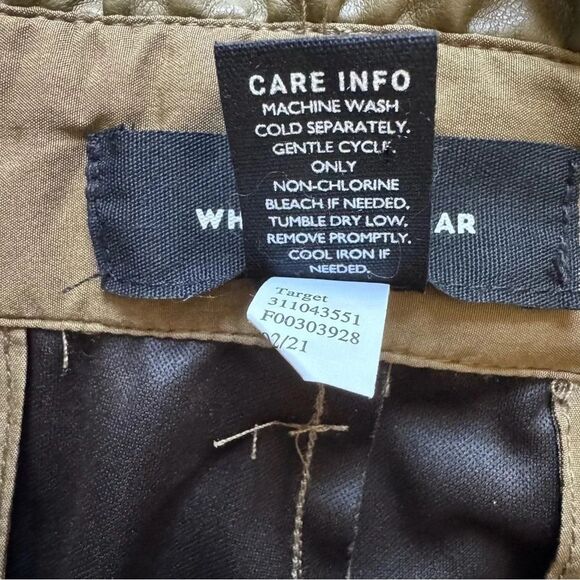 CARE INFO
MACHINE WASH
COLD SEPARATELY.
GENTLE CYCLE.
ONLY
NON-CHLORINE
BLEACH IF NEEDED.
TUMBLE DRY LOW.
REMOVE PROMPTLY.
COOL IRON IF
NEEDED.
WH AR
Target
311043551
F00303928
02/21